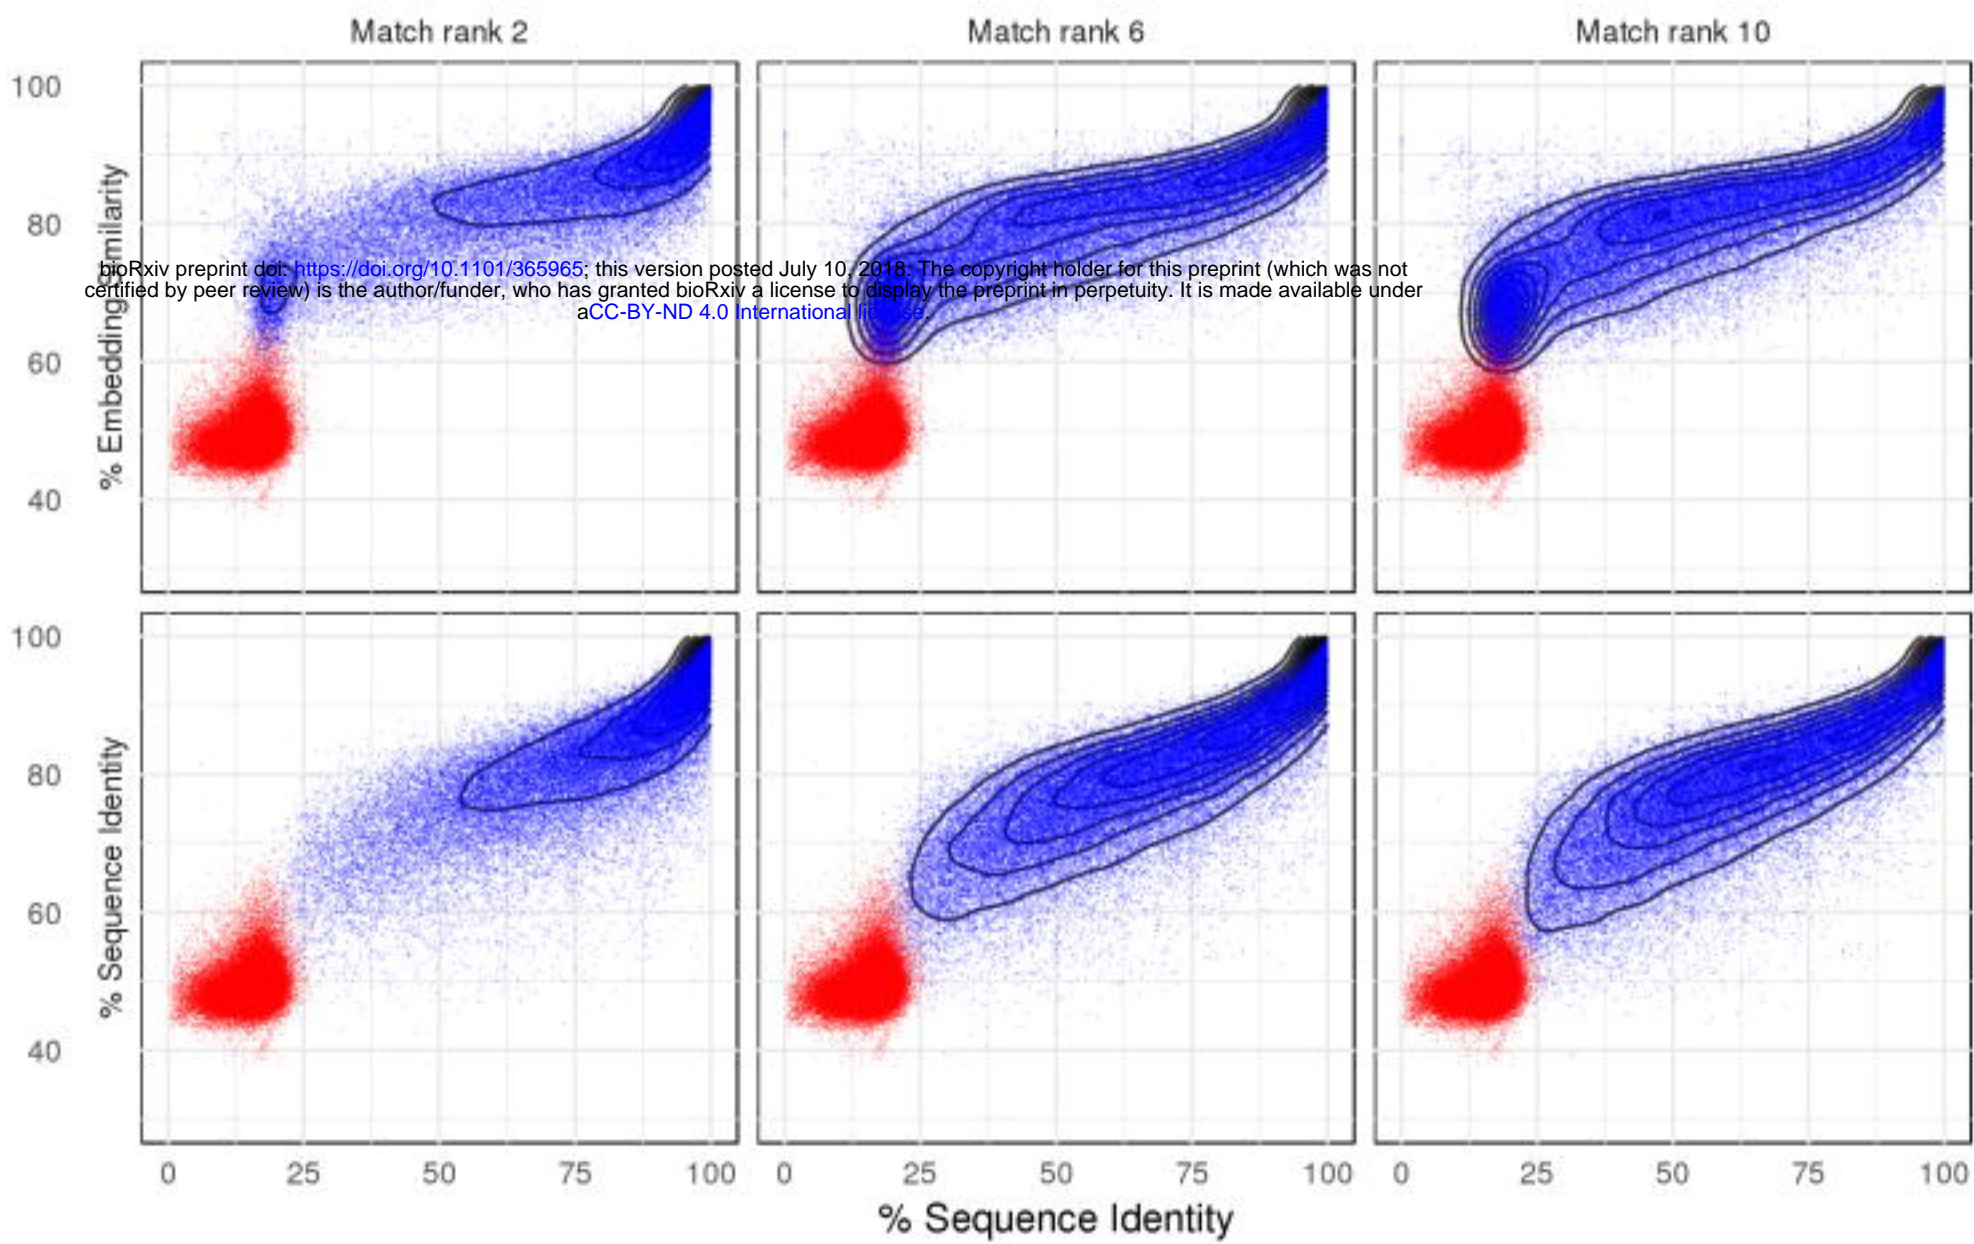 Match rank 2
Match rank 6
Match rank 10
100
80
60
40
% Embedding Similarity
bioRxiv preprint doi: https://doi.org/10.1101/365965; this version posted July 10, 2018. The copyright holder for this preprint (which was not
certified by peer review) is the author/funder, who has granted bioRxiv a license to display the preprint in perpetuity. It is made available under
aCC-BY-ND 4.0 International license.
100
80
60
40
% Sequence Identity
0 25 50 75 100
0 25 50 75 100
0 25 50 75 100
% Sequence Identity